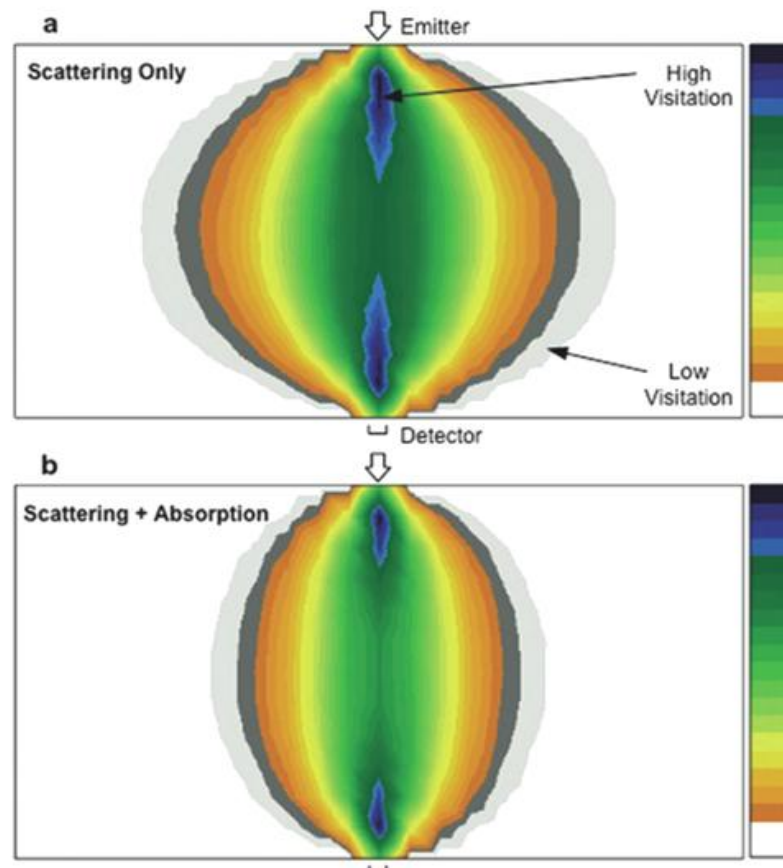 a
Emitter
Scattering Only
High
Visitation
Low
Visitation
Detector
b
Scattering + Absorption